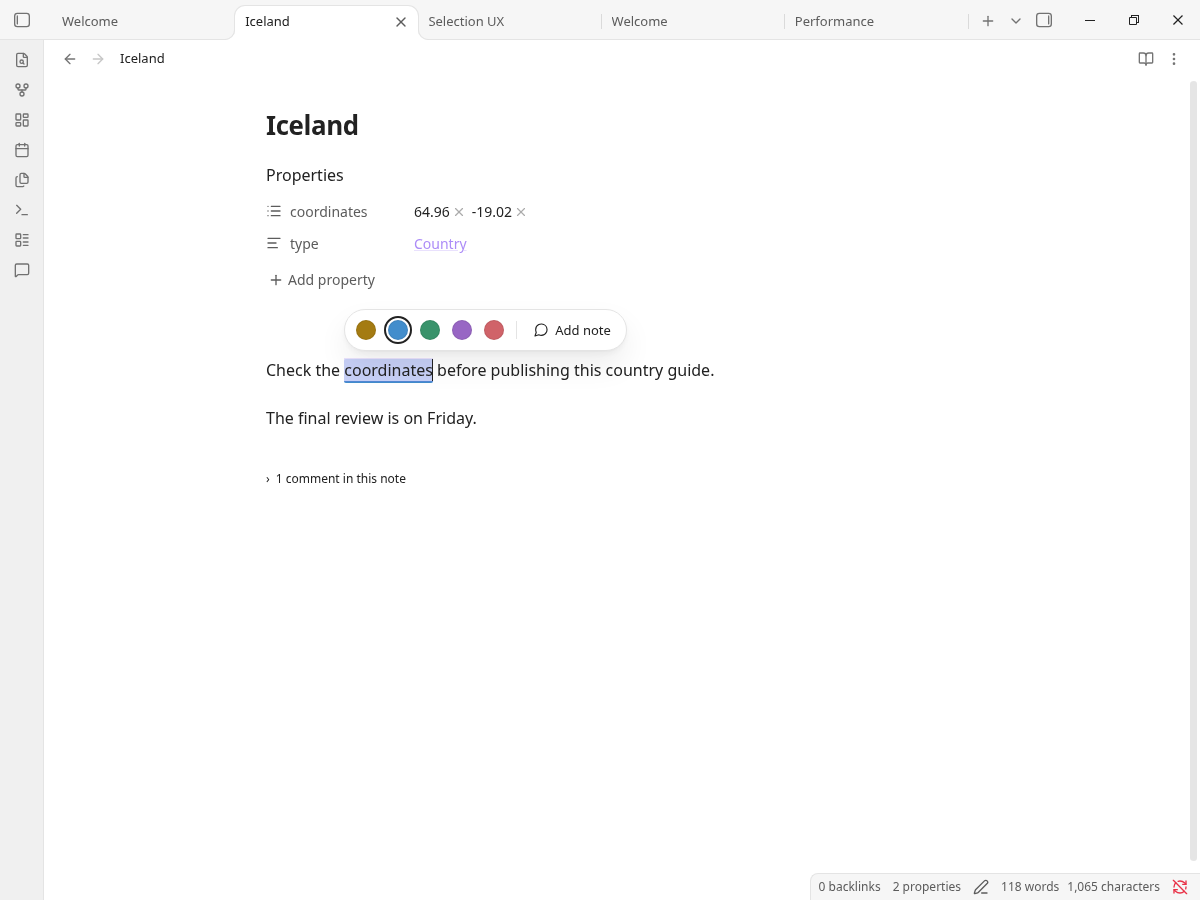 Welcome
Iceland
Selection UX
Welcome
Performance
Iceland
Iceland
Properties
coordinates 64.96 -19.02
type Country
Add property
Add note
Check the coordinates before publishing this country guide.
The final review is on Friday.
› 1 comment in this note
0 backlinks 2 properties 118 words 1,065 characters